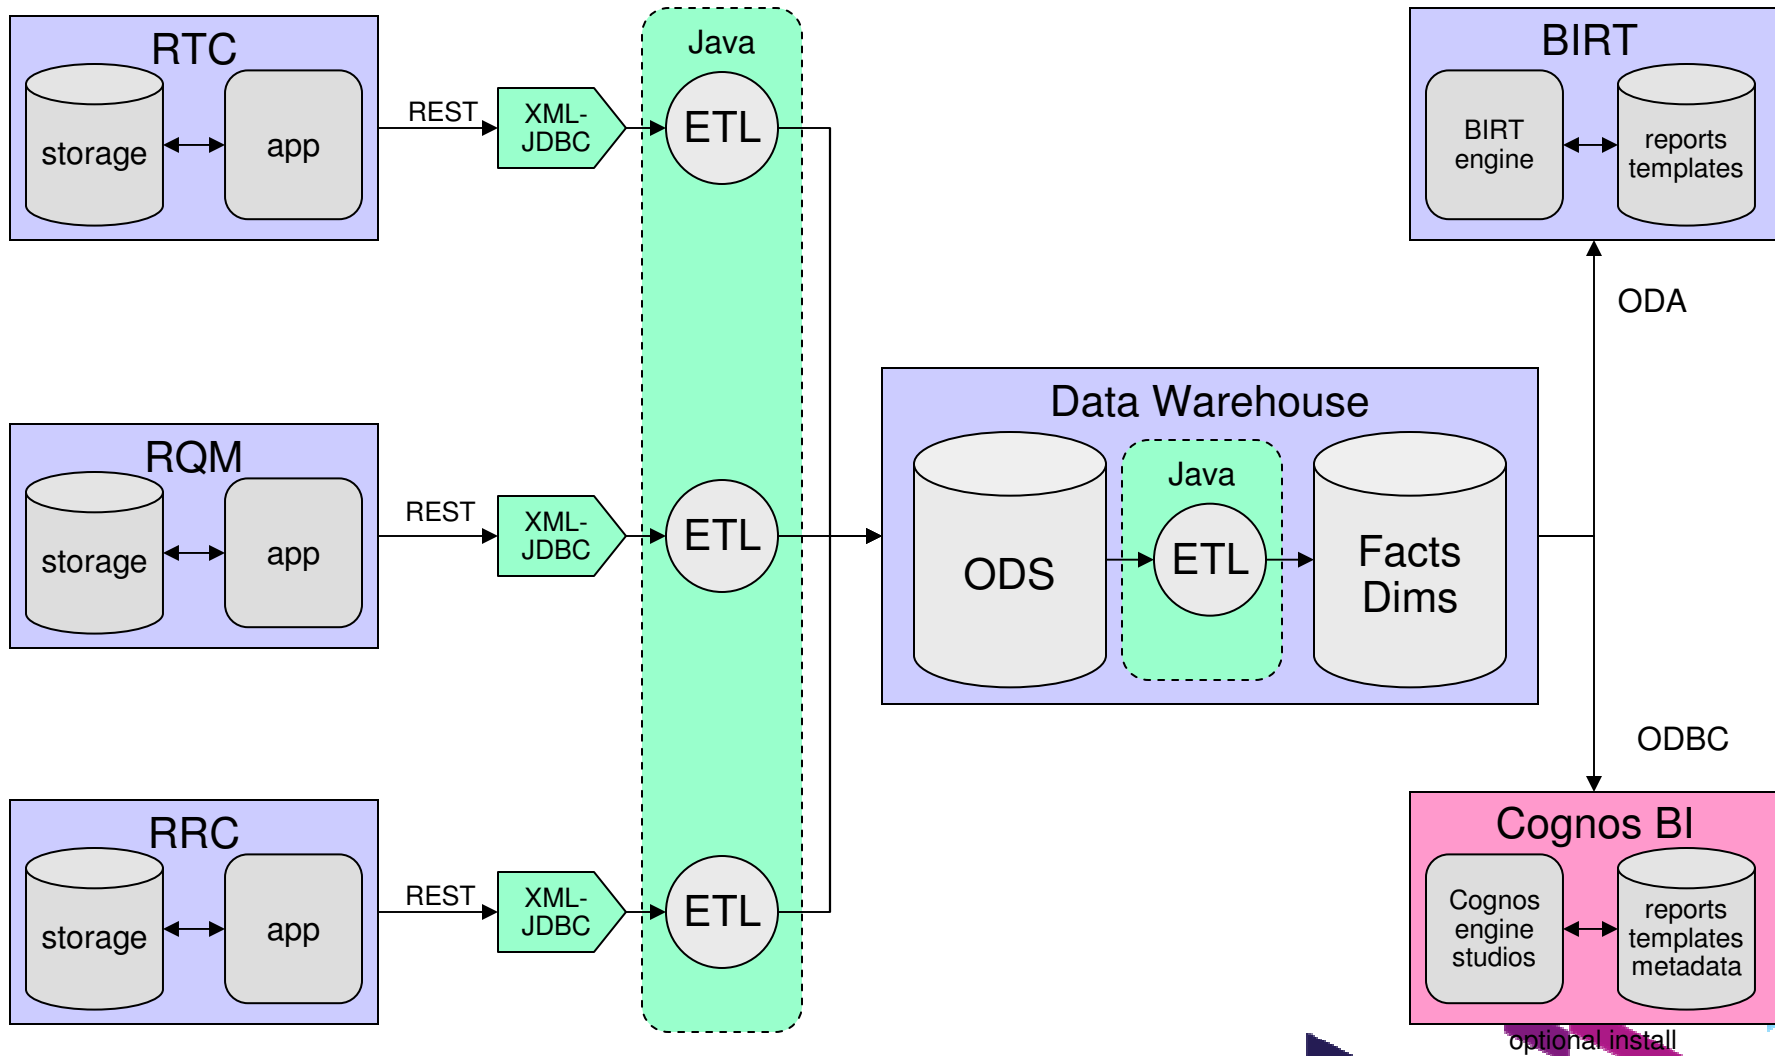 RTC
storage
app
REST
XML-
JDBC
Java
ETL
BIRT
BIRT
engine
reports
templates
ODA
RQM
storage
app
REST
XML-
JDBC
ETL
Data Warehouse
ODS
Java
ETL
Facts
Dims
ODBC
RRC
storage
app
REST
XML-
JDBC
ETL
Cognos BI
Cognos
engine
studios
reports
templates
metadata
optional install